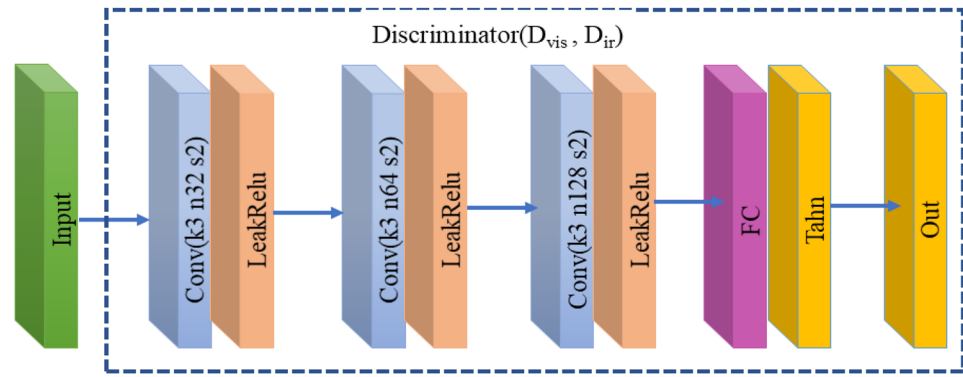 Discriminator(Dvis , Dir)
Input
Conv(k3 n32 s2)
LeakRelu
Conv(k3 n64 s2)
LeakRelu
Conv(k3 n128 s2)
LeakRelu
FC
Tahn
Out